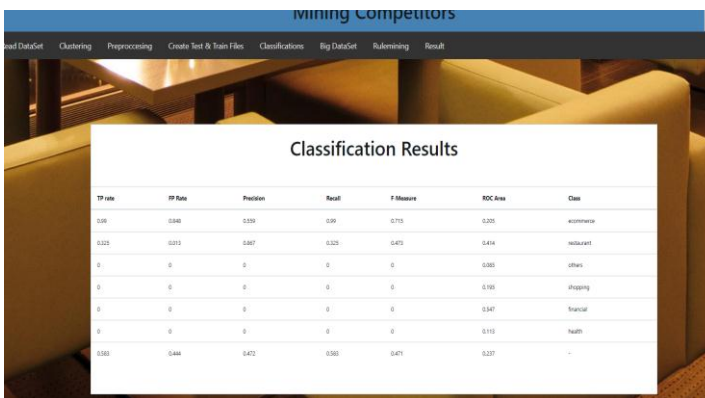 Mining Competitors
DataSet Clustering Preproccesing Create Test & Train Files Classifications Big DataSet Rulemining Result
Classification Results
TP rate FP Rate Precision Recall F-Measure ROC Area Class
0.99 0.848 0.559 0.99 0.715 0.205 ecommerce
0.325 0.013 0.867 0.325 0.473 0.414 restaurant
0 0 0 0 0 0.085 others
0 0 0 0 0 0.193 shopping
0 0 0 0 0 0.547 financial
0 0 0 0 0 0.113 health
0.583 0.444 0.472 0.583 0.471 0.237 -